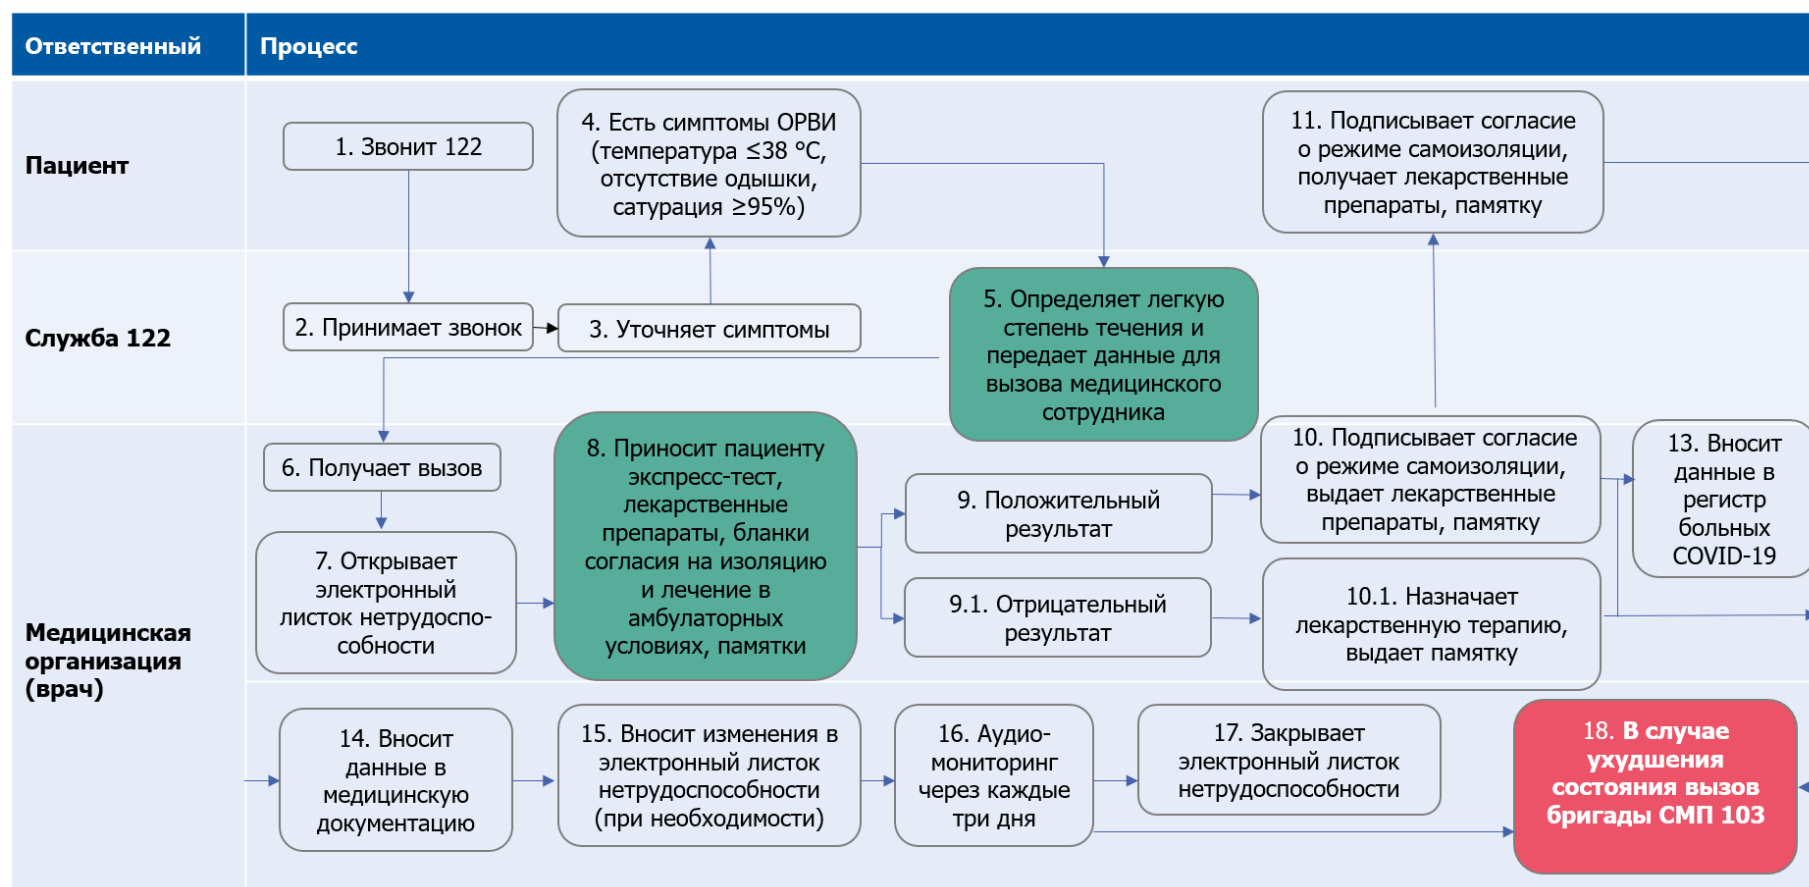 Ответственный
Процесс
Пациент
1. Звонит 122
4. Есть симптомы ОРВИ
(температура ≤38 °C,
отсутствие одышки,
сатурация ≥95%)
11. Подписывает согласие
о режиме самоизоляции,
получает лекарственные
препараты, памятку
Служба 122
2. Принимает звонок
3. Уточняет симптомы
5. Определяет легкую
степень течения и
передает данные для
вызова медицинского
сотрудника
Медицинская
организация
(врач)
6. Получает вызов
7. Открывает
электронный
листок нетрудоспо-
собности
8. Приносит пациенту
экспресс-тест,
лекарственные
препараты, бланки
согласия на изоляцию
и лечение в
амбулаторных
условиях, памятки
9. Положительный
результат
9.1. Отрицательный
результат
10. Подписывает согласие
о режиме самоизоляции,
выдает лекарственные
препараты, памятку
10.1. Назначает
лекарственную терапию,
выдает памятку
13. Вносит
данные в
регистр
больных
COVID-19
14. Вносит
данные в
медицинскую
документацию
15. Вносит изменения в
электронный листок
нетрудоспособности
(при необходимости)
16. Аудио-
мониторинг
через каждые
три дня
17. Закрывает
электронный листок
нетрудоспособности
18. В случае
ухудшения
состояния вызов
бригады СМП 103